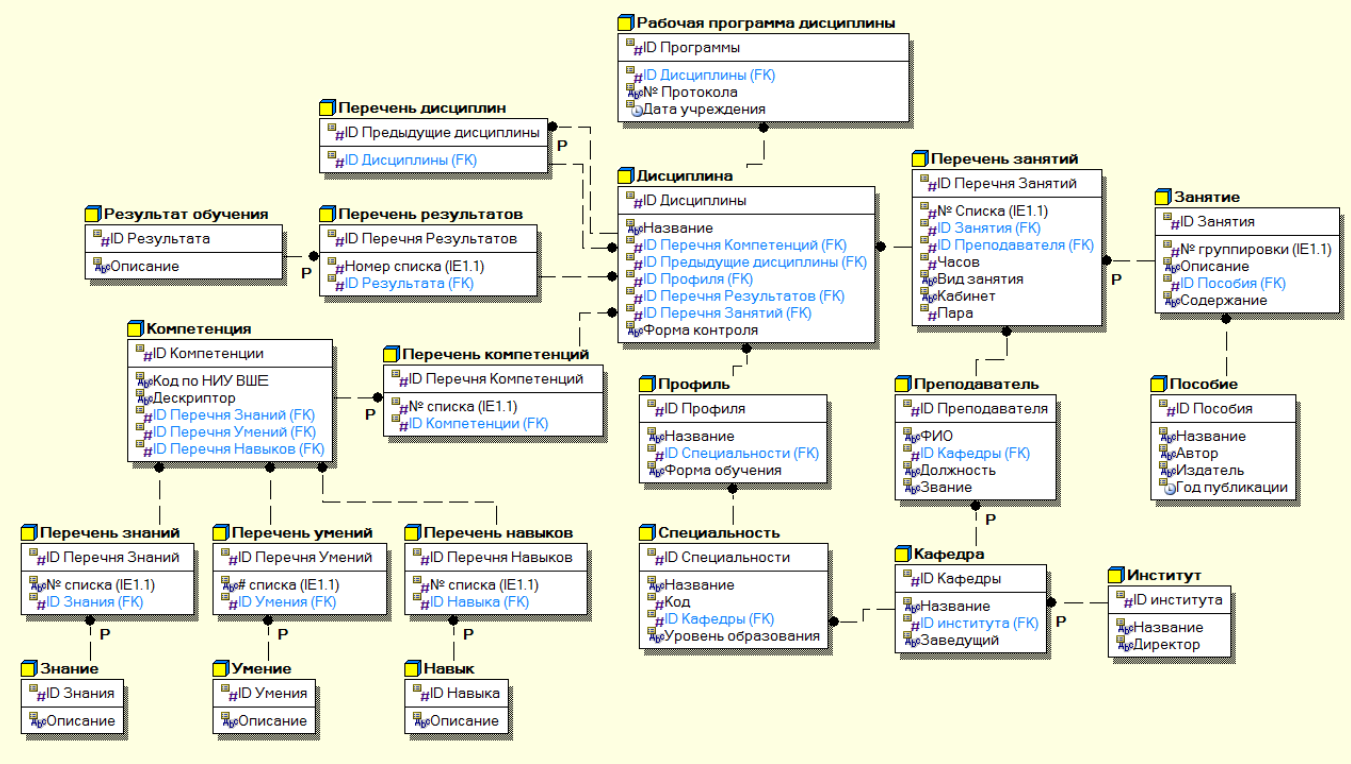 Рабочая программа дисциплины
#ID Программы
#ID Дисциплины (FK)
№ Протокола
Дата учреждения
Перечень дисциплин
#ID Предыдущие дисциплины
#ID Дисциплины (FK)
P
Дисциплина
#ID Дисциплины
Название
#ID Перечня Компетенций (FK)
#ID Предыдущие дисциплины (FK)
#ID Профиля (FK)
#ID Перечня Результатов (FK)
#ID Перечня Занятий (FK)
Форма контроля
Перечень занятий
#ID Перечня Занятий
#№ Списка (IE1.1)
#ID Занятия (FK)
#ID Преподавателя (FK)
#Часов
Вид занятия
Кабинет
#Пара
P
Занятие
#ID Занятия
#№ группировки (IE1.1)
Описание
#ID Пособия (FK)
Содержание
Результат обучения
#ID Результата
Описание
P
Перечень результатов
#ID Перечня Результатов
#Номер списка (IE1.1)
#ID Результата (FK)
Компетенция
#ID Компетенции
Код по НИУ ВШЕ
Дескриптор
#ID Перечня Знаний (FK)
#ID Перечня Умений (FK)
#ID Перечня Навыков (FK)
P
Перечень компетенций
#ID Перечня Компетенций
#№ списка (IE1.1)
#ID Компетенции (FK)
Профиль
#ID Профиля
Название
#ID Специальности (FK)
Форма обучения
Преподаватель
#ID Преподавателя
ФИО
#ID Кафедры (FK)
Должность
Звание
P
Пособие
#ID Пособия
Название
Автор
Издатель
Год публикации
Перечень знаний
#ID Перечня Знаний
№ списка (IE1.1)
#ID Знания (FK)
P
Перечень умений
#ID Перечня Умений
# списка (IE1.1)
#ID Умения (FK)
P
Перечень навыков
#ID Перечня Навыков
#№ списка (IE1.1)
#ID Навыка (FK)
P
Специальность
#ID Специальности
Название
#Код
#ID Кафедры (FK)
Уровень образования
Кафедра
#ID Кафедры
Название
#ID института (FK)
Заведущий
P
Институт
#ID института
Название
Директор
Знание
#ID Знания
Описание
Умение
#ID Умения
Описание
Навык
#ID Навыка
Описание